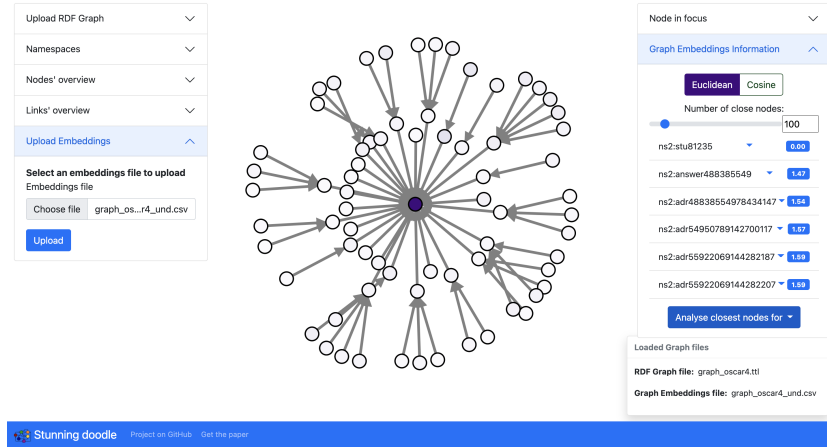 Upload RDF Graph
Namespaces
Nodes' overview
Links' overview
Upload Embeddings
Select an embeddings file to upload
Embeddings file
Choose file graph_os...r4_und.csv
Upload
Node in focus
Graph Embeddings Information
Euclidean Cosine
Number of close nodes:
100
ns2:stu81235 0.00
ns2:answer488385549 1.47
ns2:adr48838554978434147 1.54
ns2:adr54950789142700117 1.57
ns2:adr55922069144282187 1.59
ns2:adr55922069144282207 1.59
Analyse closest nodes for
Loaded Graph files
RDF Graph file: graph_oscar4.ttl
Graph Embeddings file: graph_oscar4_und.csv
Stunning doodle Project on GitHub Get the paper